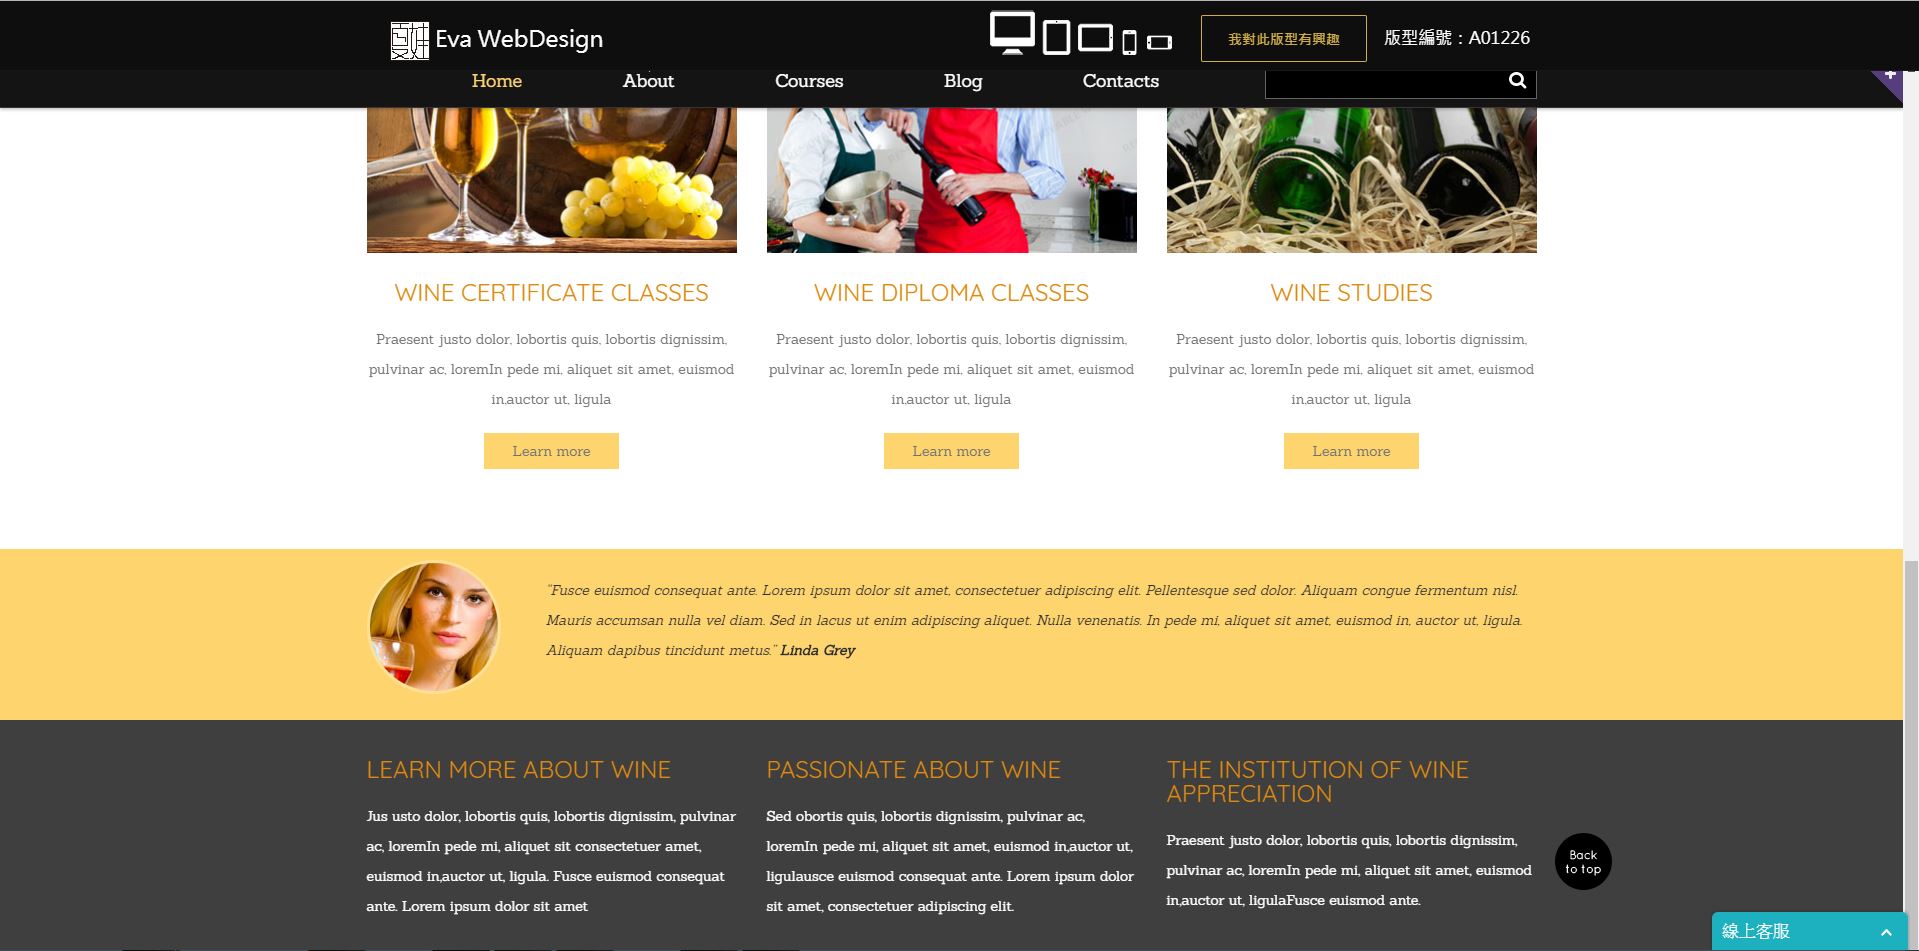 Eva WebDesign
我對此版型有興趣
版型編號：A01226
Home
About
Courses
Blog
Contacts
WINE CERTIFICATE CLASSES
Praesent justo dolor, lobortis quis, lobortis dignissim,
pulvinar ac, loremIn pede mi, aliquet sit amet, euismod
in,auctor ut, ligula
Learn more
WINE DIPLOMA CLASSES
Praesent justo dolor, lobortis quis, lobortis dignissim,
pulvinar ac, loremIn pede mi, aliquet sit amet, euismod
in,auctor ut, ligula
Learn more
WINE STUDIES
Praesent justo dolor, lobortis quis, lobortis dignissim,
pulvinar ac, loremIn pede mi, aliquet sit amet, euismod
in,auctor ut, ligula
Learn more
"Fusce euismod consequat ante. Lorem ipsum dolor sit amet, consectetuer adipiscing elit. Pellentesque sed dolor. Aliquam congue fermentum nisl.
Mauris accumsan nulla vel diam. Sed in lacus ut enim adipiscing aliquet. Nulla venenatis. In pede mi, aliquet sit amet, euismod in, auctor ut, ligula.
Aliquam dapibus tincidunt metus." Linda Grey
LEARN MORE ABOUT WINE
Jus usto dolor, lobortis quis, lobortis dignissim, pulvinar
ac, loremIn pede mi, aliquet sit consectetuer amet,
euismod in,auctor ut, ligula. Fusce euismod consequat
ante. Lorem ipsum dolor sit amet
PASSIONATE ABOUT WINE
Sed obortis quis, lobortis dignissim, pulvinar ac,
loremIn pede mi, aliquet sit amet, euismod in,auctor ut,
ligulausce euismod consequat ante. Lorem ipsum dolor
sit amet, consectetuer adipiscing elit.
THE INSTITUTION OF WINE
APPRECIATION
Praesent justo dolor, lobortis quis, lobortis dignissim,
pulvinar ac, loremIn pede mi, aliquet sit amet, euismod
in,auctor ut, ligulaFusce euismod ante.
Back
to top
線上客服